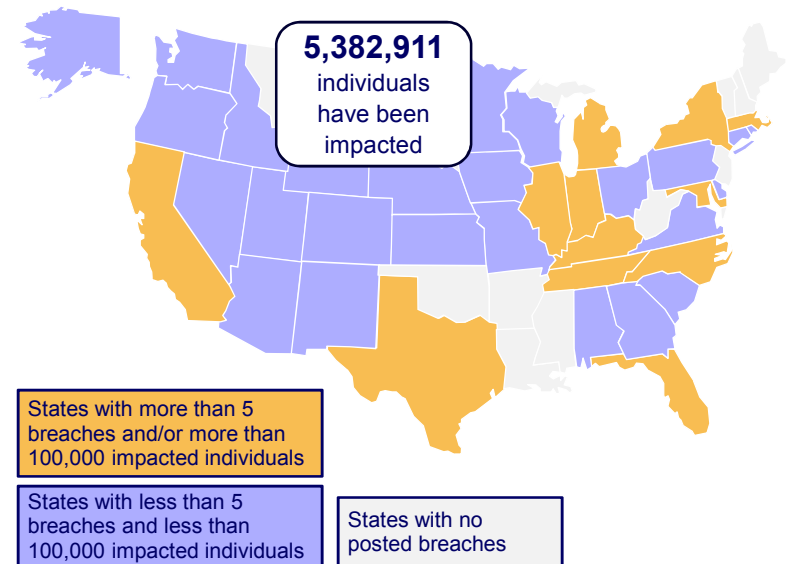 5,382,911
individuals
have been
impacted
States with more than 5
breaches and/or more than
100,000 impacted individuals
States with less than 5
breaches and less than
100,000 impacted individuals
States with no
posted breaches